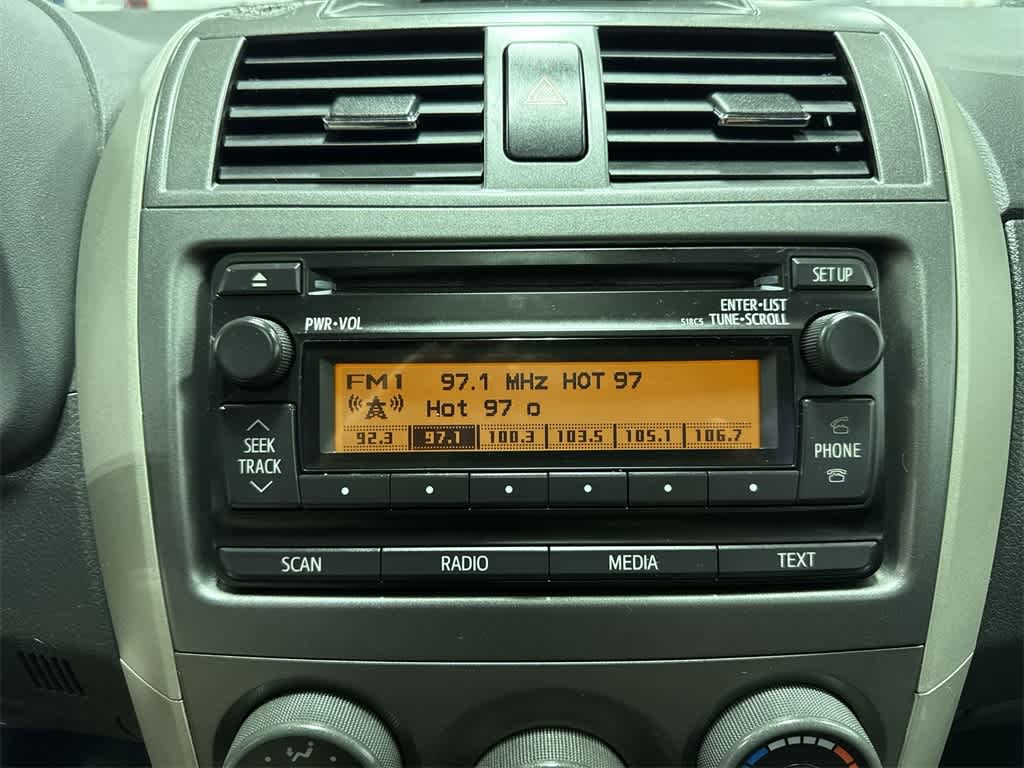 SET UP
PWR•VOL
ENTER•LIST
518C5 TUNE•SCROLL
FM1 97.1 MHz HOT 97
Hot 97 o
92.3 97.1 100.3 103.5 105.1 106.7
SEEK
TRACK
PHONE
SCAN RADIO MEDIA TEXT